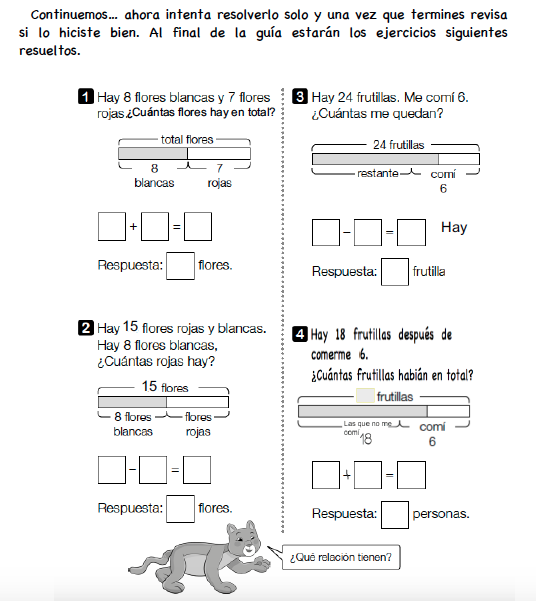 Continuemos... ahora intenta resolverlo solo y una vez que termines revisa
si lo hiciste bien. Al final de la guía estarán los ejercicios siguientes
resueltos.
1 Hay 8 flores blancas y 7 flores
rojas ¿Cuántas flores hay en total?
total flores
8
7
blancas
rojas
+ =
Respuesta: flores.
2 Hay 15 flores rojas y blancas.
Hay 8 flores blancas,
¿Cuántas rojas hay?
15 flores
8 flores
flores
blancas
rojas
- =
Respuesta: flores.
3 Hay 24 frutillas. Me comí 6.
¿Cuántas me quedan?
24 frutillas
restante
comí
6
- = Hay
Respuesta: frutilla
4 Hay 18 frutillas después de
comerme 6.
¿Cuántas frutillas habián en total?
frutillas
Las que no me
comí 18
comí
6
+ =
Respuesta: personas.
¿Qué relación tienen?